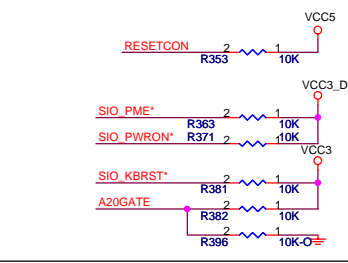 VCC5
RESETCON 2 1
R353 10K
VCC3_D
SIO_PME* 2 1
R363 10K
SIO_PWRON* R371 2 1 10K
VCC3
SIO_KBRST* 2 1
R381 10K
A20GATE 2 1
R382 10K
2 1
R396 10K-O